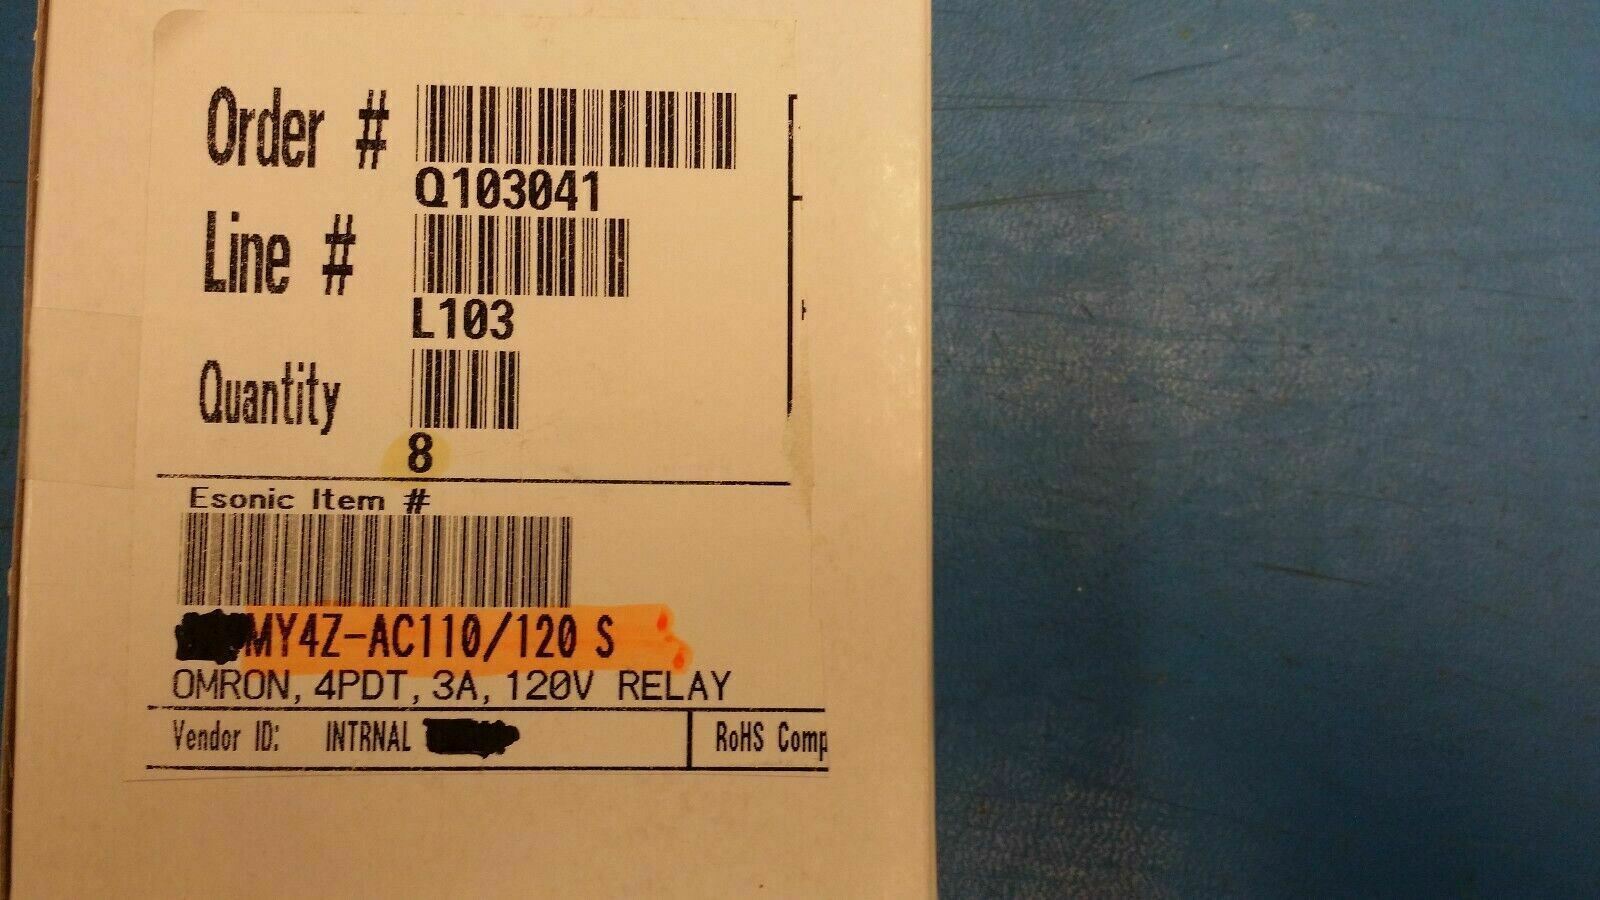 Order #
Q103041
Line #
L103
Quantity
8
Esonic Item #
MY4Z-AC110/120 S
OMRON, 4PDT, 3A, 120V RELAY
Vendor ID: INTRNAL
RoHS Comp